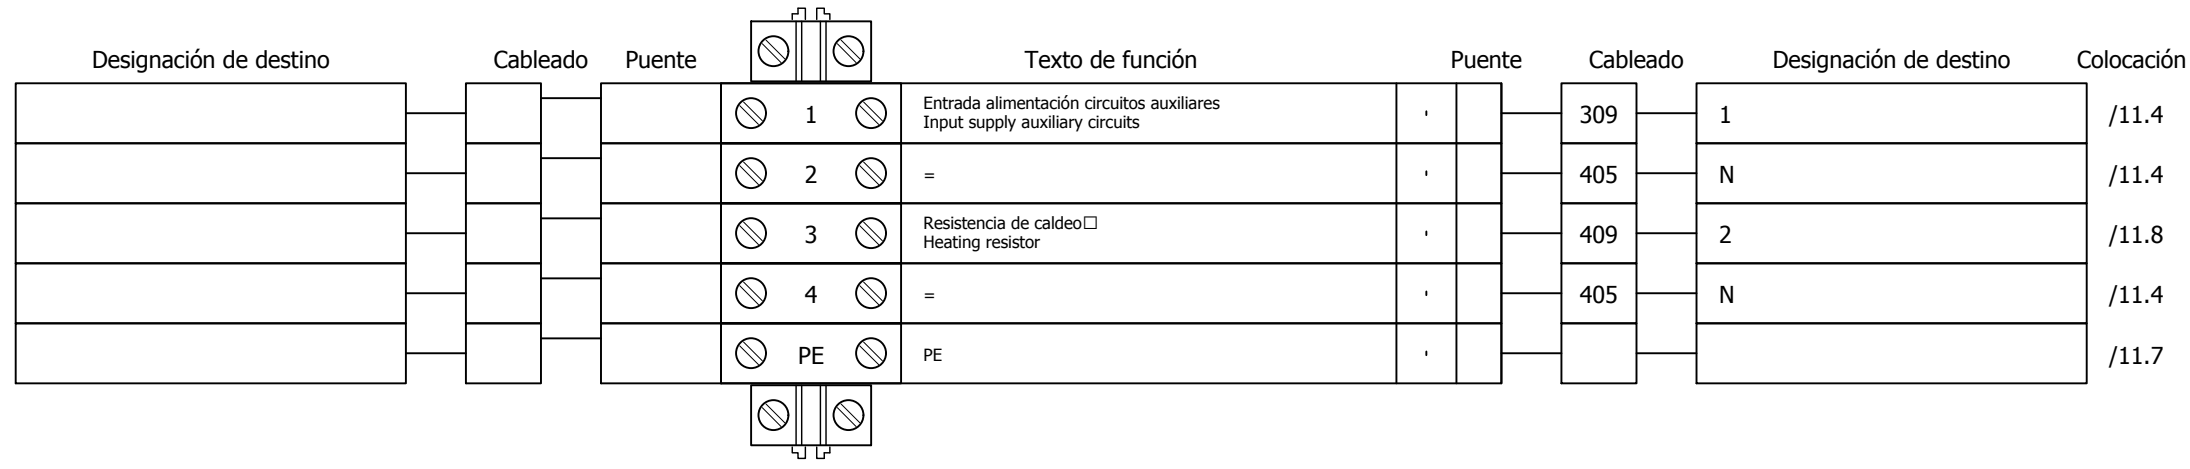 Designación de destino Cableado Puente Texto de función Puente Cableado Designación de destino Colocación
1 Entrada alimentación circuitos auxiliares 309 1 /11.4
Input supply auxiliary circuits
2 = 405 N /11.4
3 Resistencia de caldeo□ 409 2 /11.8
Heating resistor
4 = 405 N /11.4
PE PE /11.7